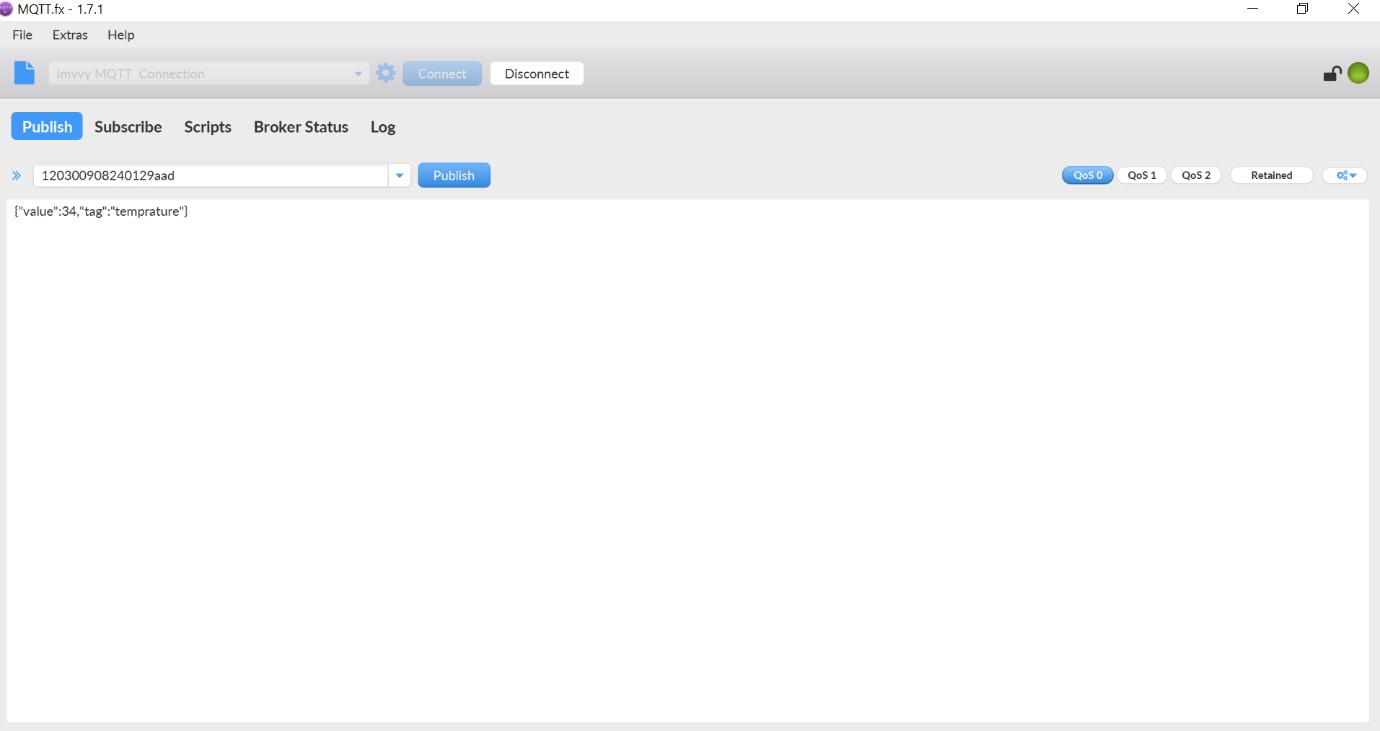 MQTT.fx - 1.7.1
File Extras Help
Imvvy MQTT Connection Connect Disconnect
Publish Subscribe Scripts Broker Status Log
120300908240129aad Publish QoS 0 QoS 1 QoS 2 Retained
{"value":34,"tag":"temprature"}